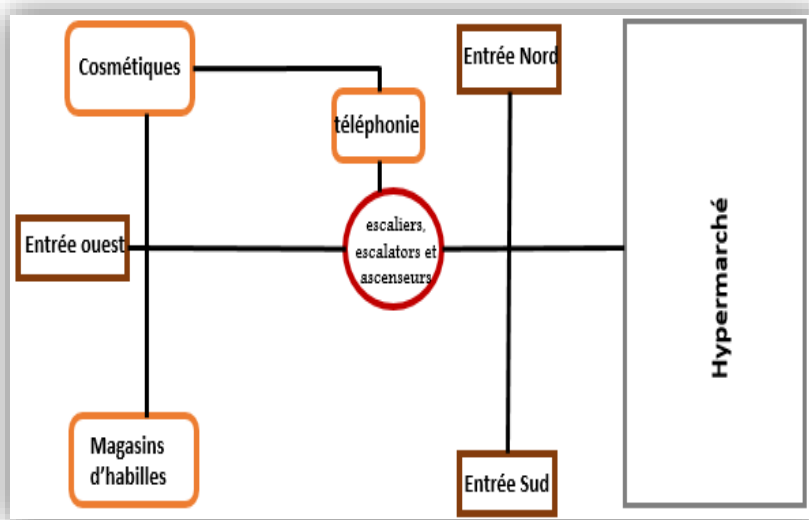 Cosmétiques
Entrée Nord
téléphonie
Entrée ouest
escaliers,
escalators et
ascenseurs
Hypermarché
Magasins
d'habilles
Entrée Sud